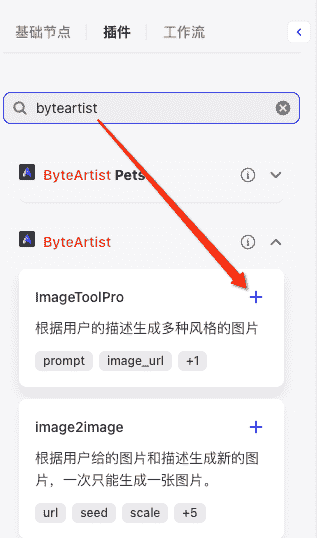 基础节点 插件 工作流
byteartist
ByteArtist Pets
ByteArtist
ImageToolPro
根据用户的描述生成多种风格的图片
prompt image_url +1
image2image
根据用户给的图片和描述生成新的图
片，一次只能生成一张图片。
url seed scale +5